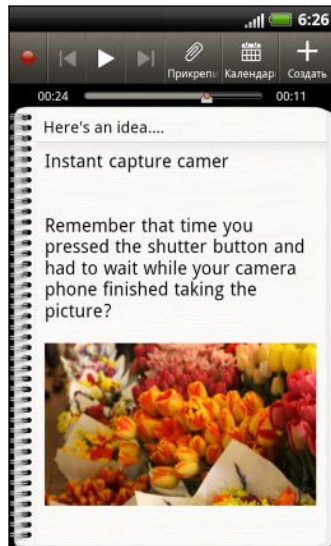 6:26
Прикрепи Календар Создать
00:24 00:11
Here's an idea....
Instant capture camer
Remember that time you
pressed the shutter button and
had to wait while your camera
phone finished taking the
picture?